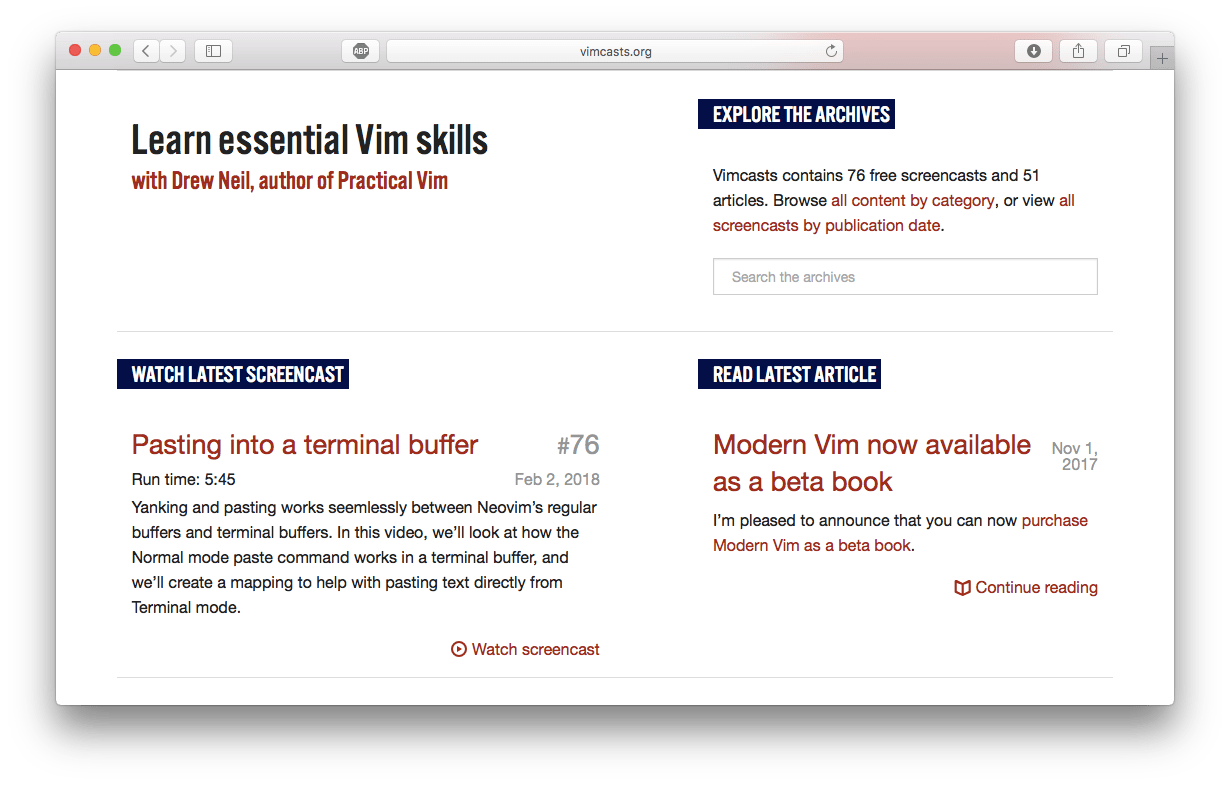 ABP
vimcasts.org
Learn essential Vim skills
with Drew Neil, author of Practical Vim
EXPLORE THE ARCHIVES
Vimcasts contains 76 free screencasts and 51
articles. Browse all content by category, or view all
screencasts by publication date.
Search the archives
WATCH LATEST SCREENCAST
Pasting into a terminal buffer
#76
Run time: 5:45
Feb 2, 2018
Yanking and pasting works seemlessly between Neovim’s regular
buffers and terminal buffers. In this video, we’ll look at how the
Normal mode paste command works in a terminal buffer, and
we’ll create a mapping to help with pasting text directly from
Terminal mode.
Watch screencast
READ LATEST ARTICLE
Modern Vim now available
as a beta book
Nov 1,
2017
I’m pleased to announce that you can now purchase
Modern Vim as a beta book.
Continue reading